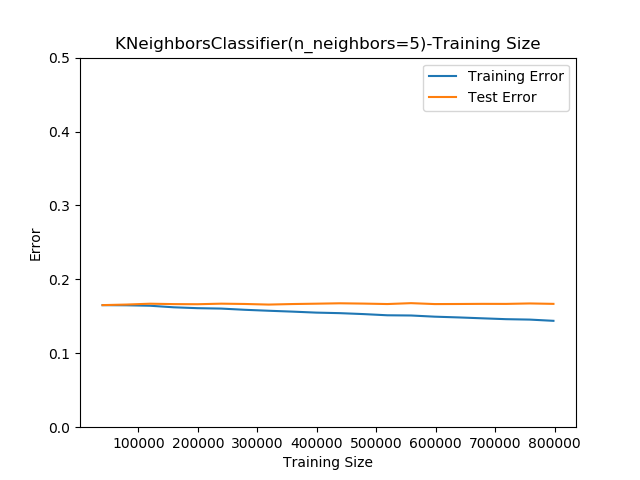 KNeighborsClassifier(n_neighbors=5)-Training Size
Training Error
Test Error
0.5
0.4
0.3
0.2
0.1
0.0
Error
100000 200000 300000 400000 500000 600000 700000 800000
Training Size